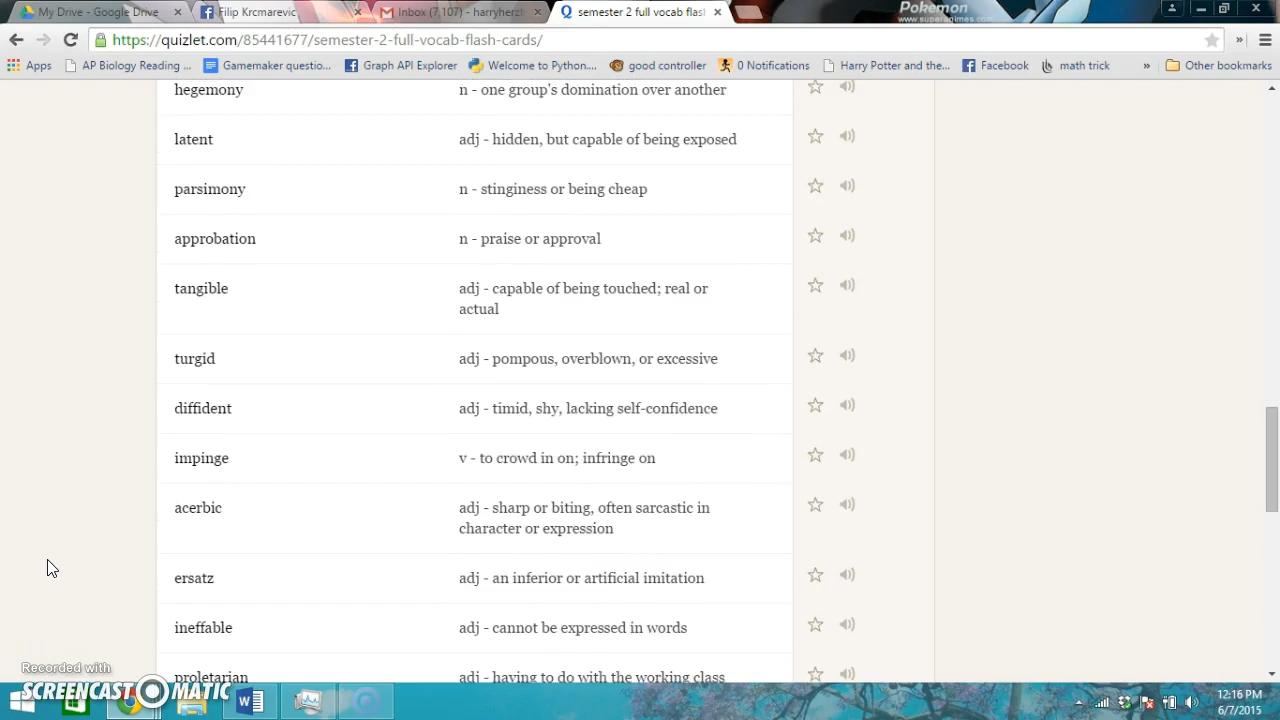 My Drive - Google Drive
Filip Krcmarevic
Inbox (7,107) - harryherzb
semester 2 full vocab flash
Pokemon
www.superanimes.com
https://quizlet.com/85441677/semester-2-full-vocab-flash-cards/
»
Apps
AP Biology Reading ...
Gamemaker questio...
Graph API Explorer
Welcome to Python....
good controller
0 Notifications
Harry Potter and the...
Facebook
math trick
»
Other bookmarks
hegemony n - one group's domination over another
latent adj - hidden, but capable of being exposed
parsimony n - stinginess or being cheap
approbation n - praise or approval
tangible adj - capable of being touched; real or
actual
turgid adj - pompous, overblown, or excessive
diffident adj - timid, shy, lacking self-confidence
impinge v - to crowd in on; infringe on
acerbic adj - sharp or biting, often sarcastic in
character or expression
ersatz adj - an inferior or artificial imitation
ineffable adj - cannot be expressed in words
proletarian adj - having to do with the working class
Recorded with
SCREENCAST MATIC
12:16 PM
6/7/2015